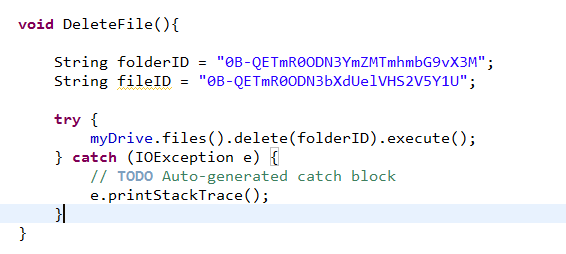 void DeleteFile(){
String folderID = "0B-QETmR0ODN3YmZMTmhmbG9vX3M";
String fileID = "0B-QETmR0ODN3bXdUelVHS2V5Y1U";
try {
myDrive.files().delete(folderID).execute();
} catch (IOException e) {
// TODO Auto-generated catch block
e.printStackTrace();
}
}